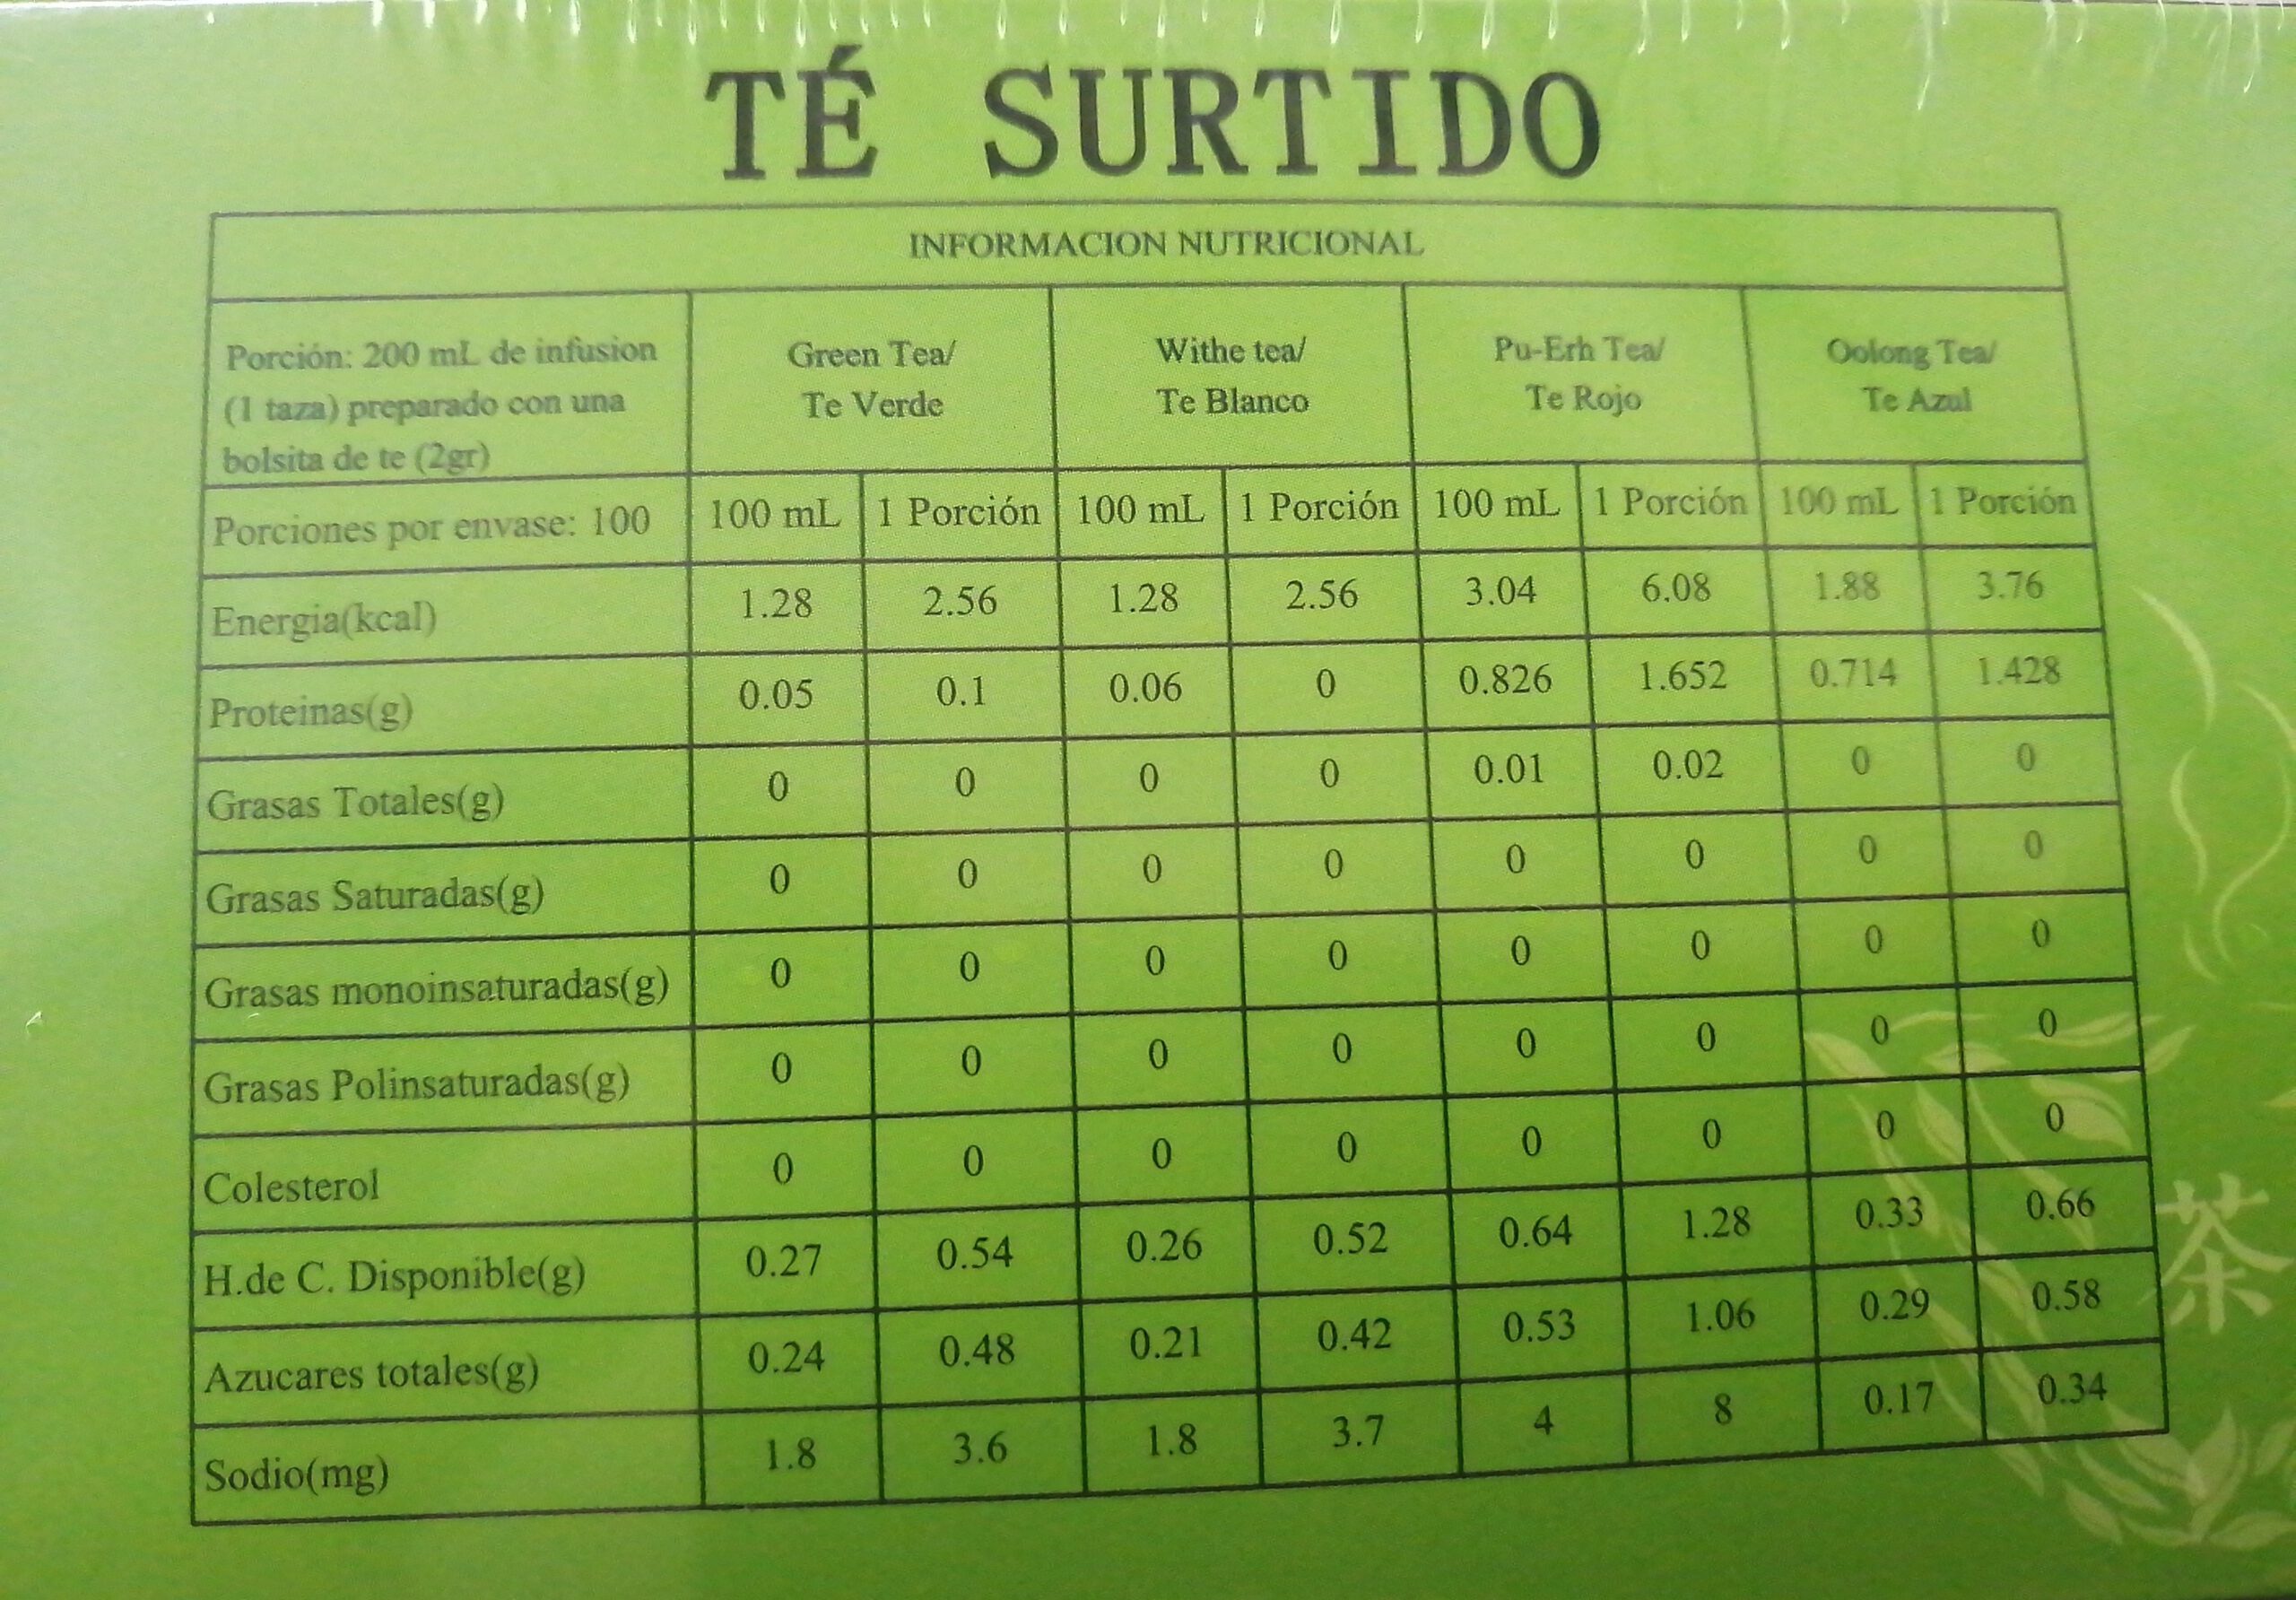 TÉ SURTIDO
INFORMACION NUTRICIONAL
Porción: 200 mL de infusion
(1 taza) preparado con una
bolsita de te (2gr)
Green Tea/
Te Verde
Withe tea/
Te Blanco
Pu-Erh Tea/
Te Rojo
Oolong Tea/
Te Azul
Porciones por envase: 100 100 mL 1 Porción 100 mL 1 Porción 100 mL 1 Porción 100 mL 1 Porción
Energia(kcal) 1.28 2.56 1.28 2.56 3.04 6.08 1.88 3.76
Proteinas(g) 0.05 0.1 0.06 0 0.826 1.652 0.714 1.428
Grasas Totales(g) 0 0 0 0 0.01 0.02 0 0
Grasas Saturadas(g) 0 0 0 0 0 0 0 0
Grasas monoinsaturadas(g) 0 0 0 0 0 0 0 0
Grasas Polinsaturadas(g) 0 0 0 0 0 0 0 0
Colesterol 0 0 0 0 0 0 0 0
H.de C. Disponible(g) 0.27 0.54 0.26 0.52 0.64 1.28 0.33 0.66
Azucares totales(g) 0.24 0.48 0.21 0.42 0.53 1.06 0.29 0.58
Sodio(mg) 1.8 3.6 1.8 3.7 4 8 0.17 0.34
茶